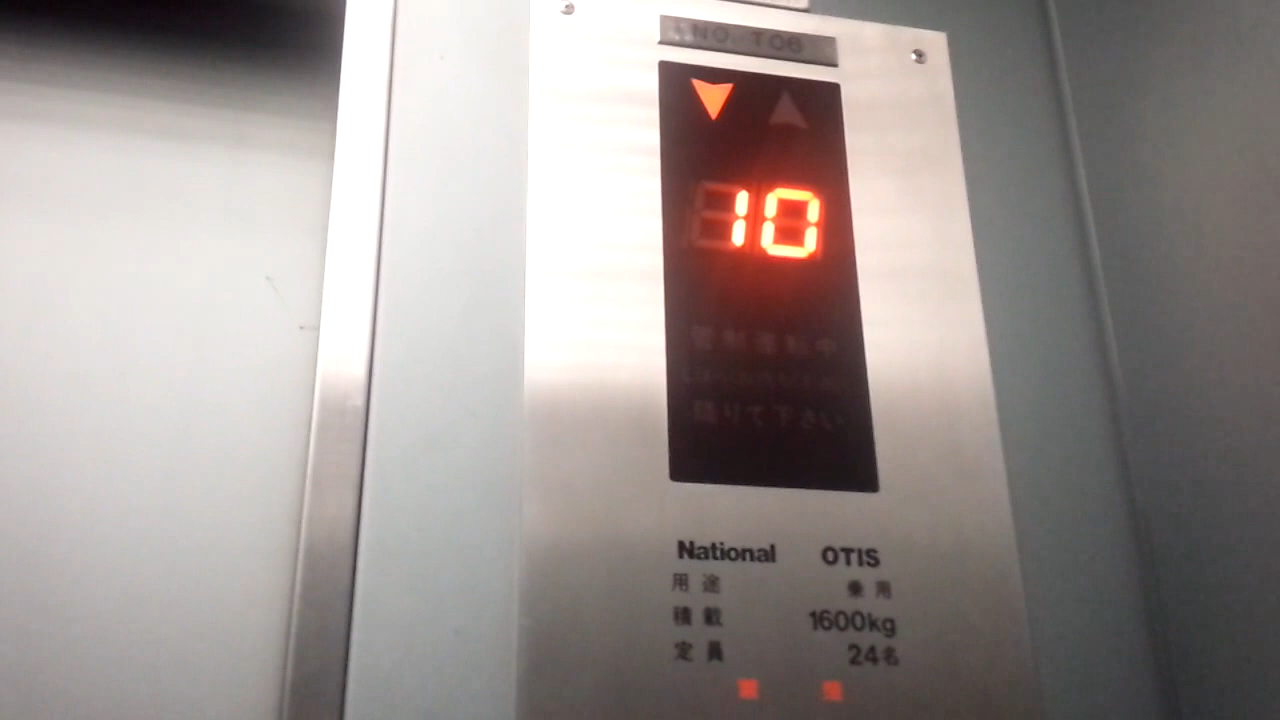 NO. T06
10
管制運転中
降りて下さい
National OTIS
用途 乗用
積載 1600kg
定員 24名